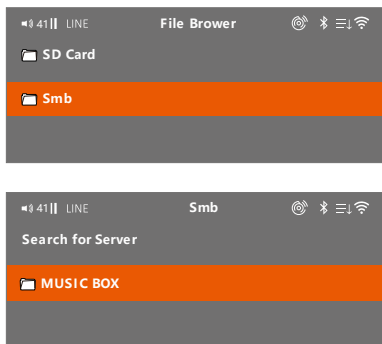 41 LINE File Brower
SD Card
Smb
41 LINE Smb
Search for Server
MUSIC BOX